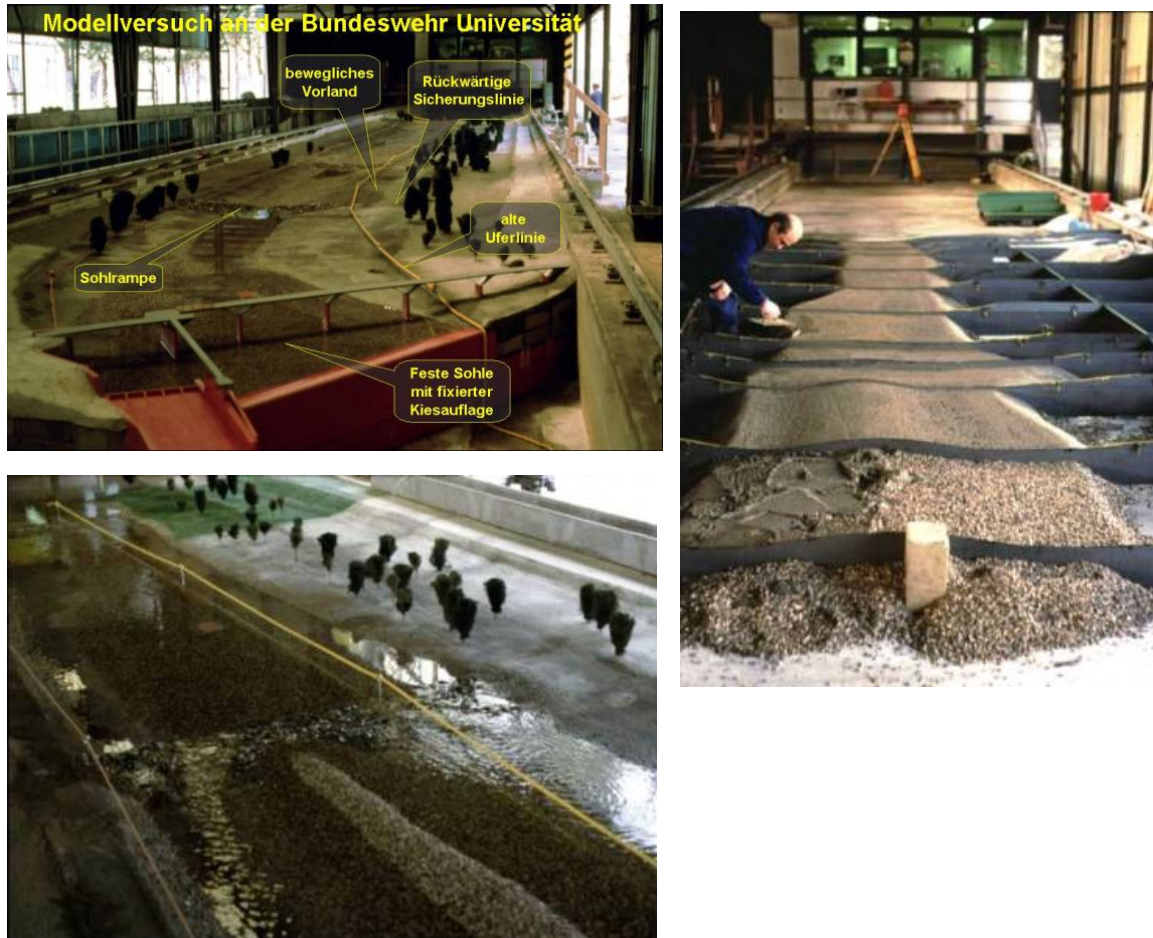 Modellversuch an der Bundeswehr Universität
bewegliches
Vorland
Rückwärtige
Sicherungslinie
alte
Uferlinie
Sohlrampe
Feste Sohle
mit fixierter
Kiesauflage